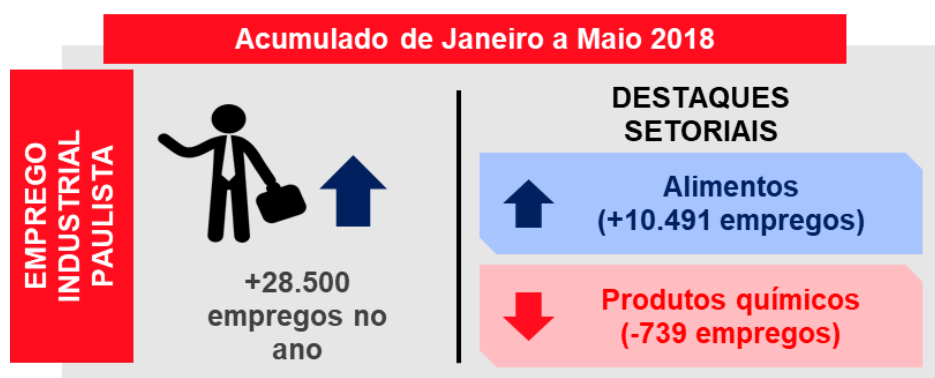 Acumulado de Janeiro a Maio 2018
EMPREGO
INDUSTRIAL
PAULISTA
+28.500
empregos no
ano
DESTAQUES
SETORIAIS
Alimentos
(+10.491 empregos)
Produtos químicos
(-739 empregos)